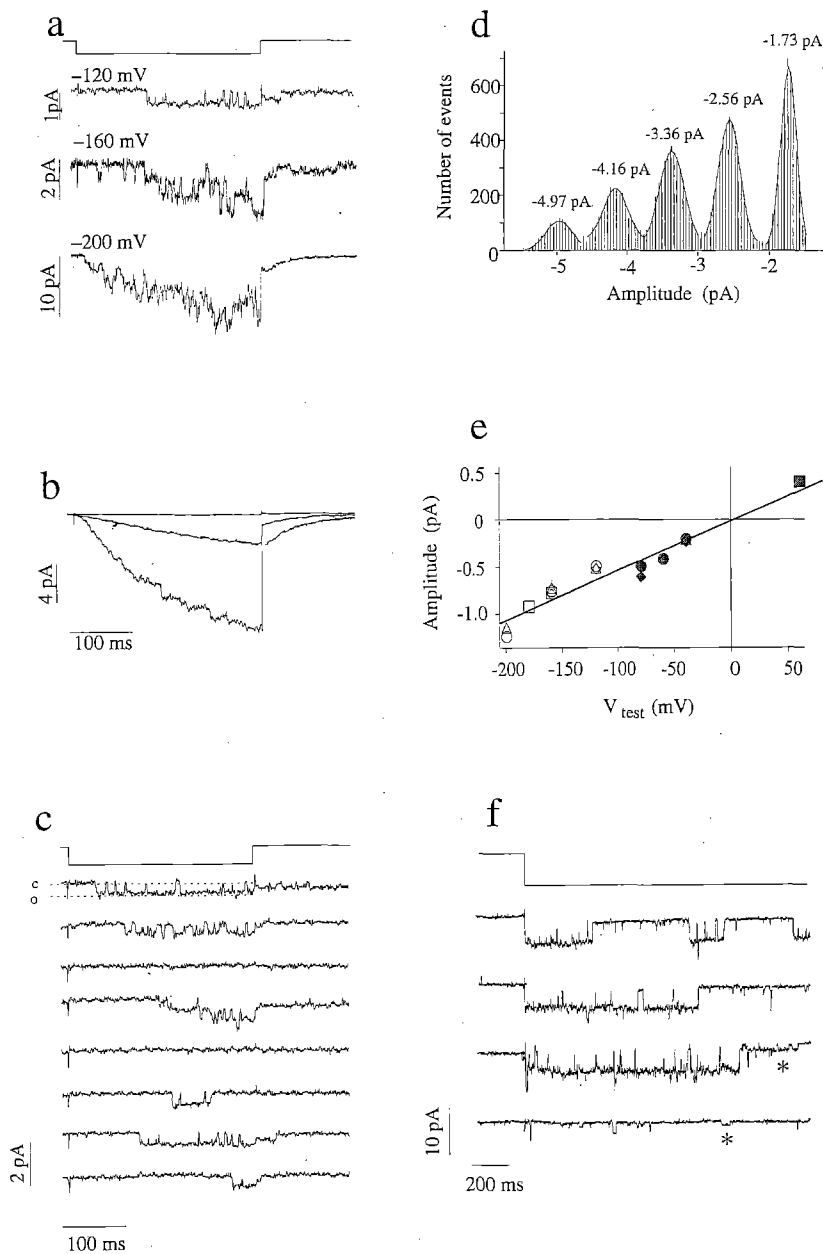 a
−120 mV
1pA
−160 mV
2 pA
−200 mV
10 pA
b
4 pA
100 ms
c
c
o
2 pA
100 ms
d
Number of events
600
400
200
0
-4.97 pA
-4.16 pA
-3.36 pA
-2.56 pA
-1.73 pA
-5
-4
-3
-2
Amplitude (pA)
e
Amplitude (pA)
0.5
0
-0.5
-1.0
-200
-150
-100
-50
0
50
V test (mV)
f
*
*
10 pA
200 ms